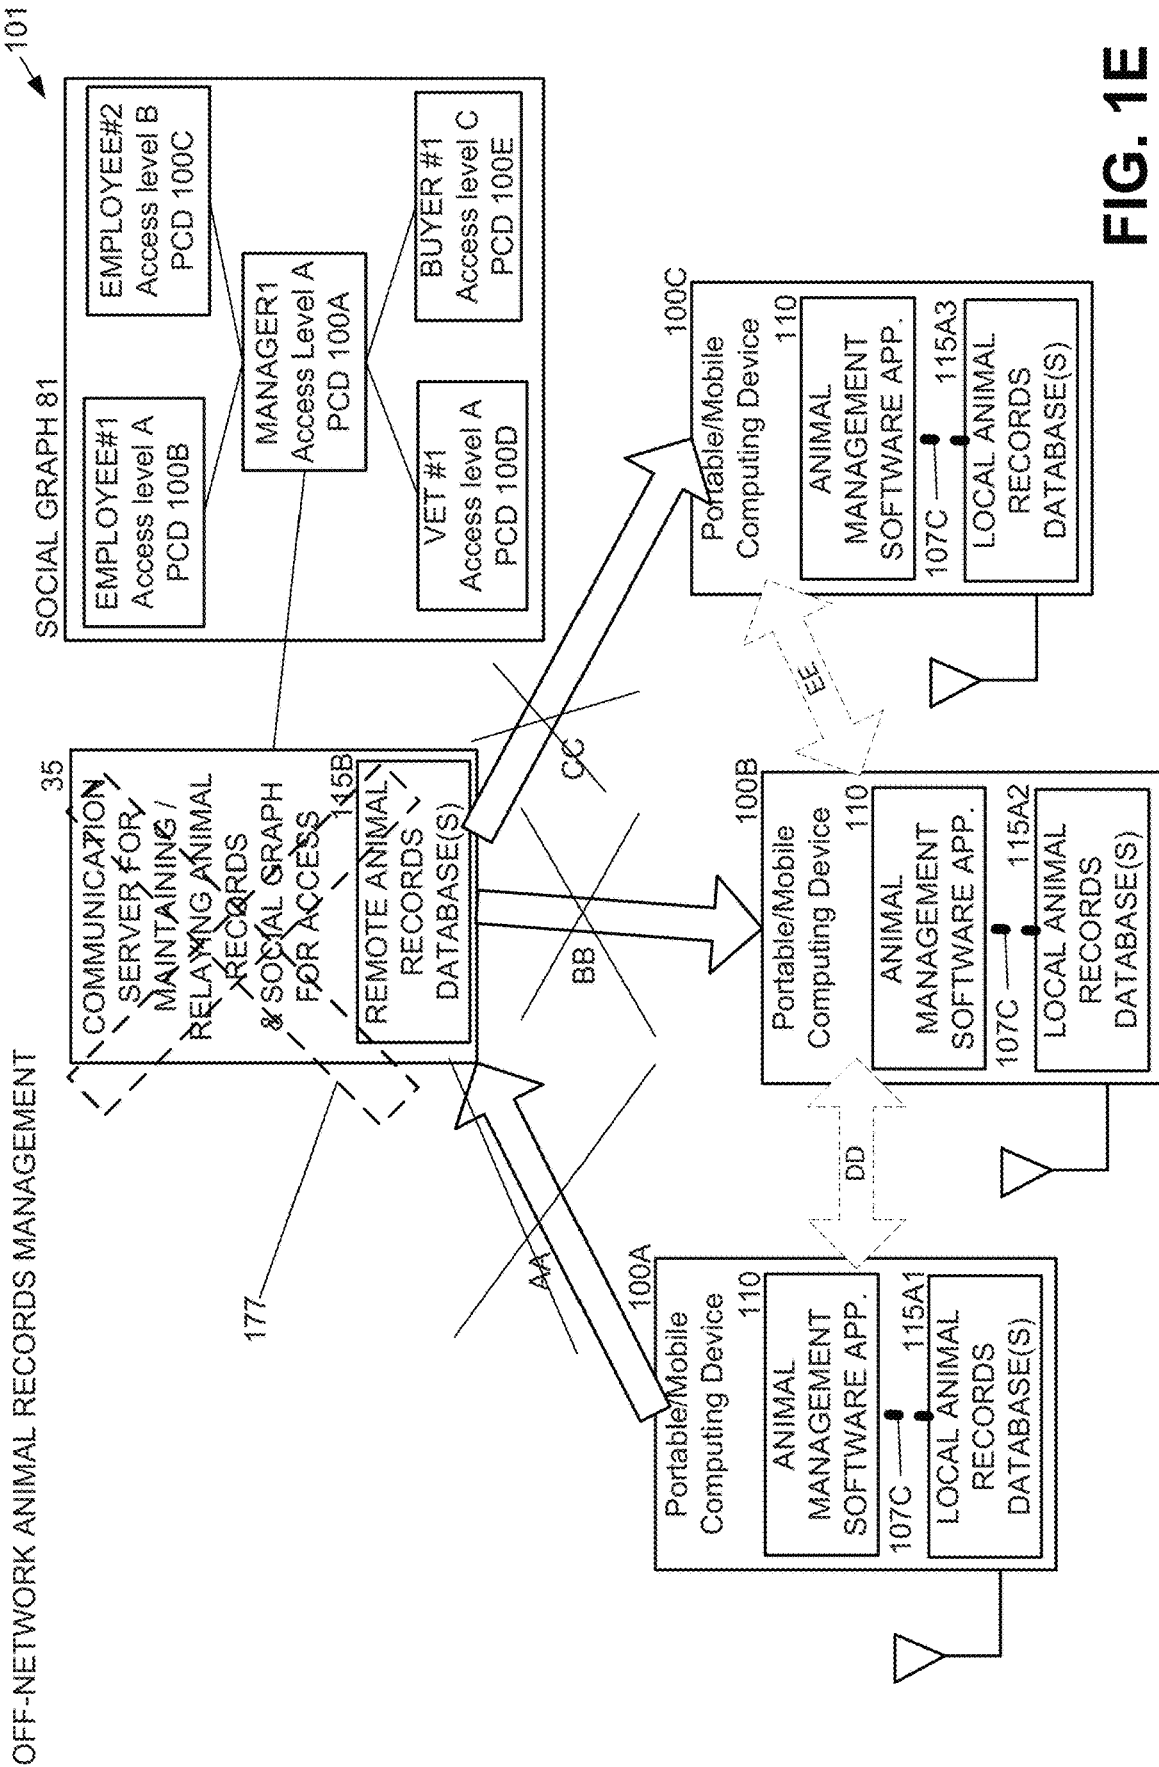 OFF-NETWORK ANIMAL RECORDS MANAGEMENT
101
SOCIAL GRAPH 81
EMPLOYEE#1
Access level A
PCD 100B
EMPLOYEE#2
Access level B
PCD 100C
MANAGER1
Access Level A
PCD 100A
VET #1
Access level A
PCD 100D
BUYER #1
Access level C
PCD 100E
35
COMMUNICATION
SERVER FOR
MAINTAINING /
RELAYING ANIMAL
RECORDS
& SOCIAL GRAPH
FOR ACCESS
115B
REMOTE ANIMAL
RECORDS
DATABASE(S)
177
AA
BB
CC
100A
Portable/Mobile
Computing Device
110
ANIMAL
MANAGEMENT
SOFTWARE APP.
107C
115A1
LOCAL ANIMAL
RECORDS
DATABASE(S)
DD
100B
Portable/Mobile
Computing Device
110
ANIMAL
MANAGEMENT
SOFTWARE APP.
107C
115A2
LOCAL ANIMAL
RECORDS
DATABASE(S)
EE
100C
Portable/Mobile
Computing Device
110
ANIMAL
MANAGEMENT
SOFTWARE APP.
107C
115A3
LOCAL ANIMAL
RECORDS
DATABASE(S)
FIG. 1E